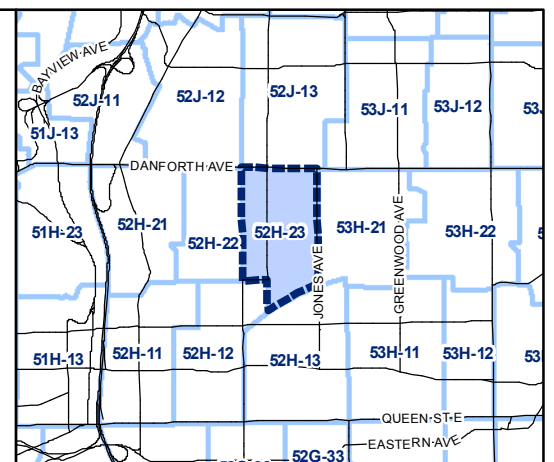 BAYVIEW AVE
52J-11
52J-12
52J-13
53J-11
53J-12
53J
51J-13
DANFORTH AVE
51H-23
52H-21
52H-22
52H-23
53H-21
53H-22
JONES AVE
GREENWOOD AVE
51H-13
52H-11
52H-12
52H-13
53H-11
53H-12
53
QUEEN ST E
EASTERN AVE
52G-33